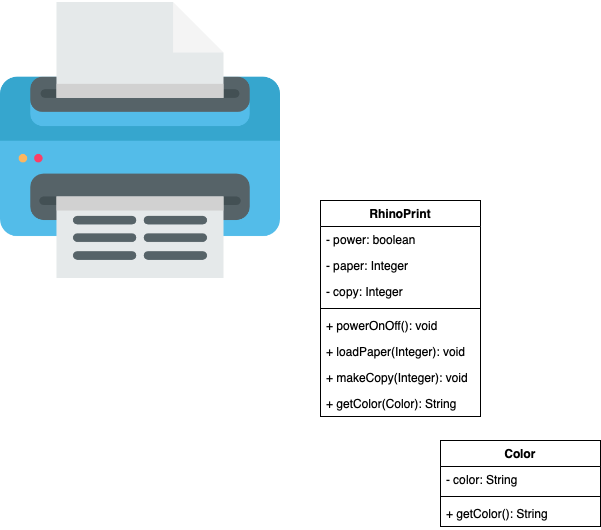 RhinoPrint
- power: boolean
- paper: Integer
- copy: Integer
+ powerOnOff(): void
+ loadPaper(Integer): void
+ makeCopy(Integer): void
+ getColor(Color): String
Color
- color: String
+ getColor(): String